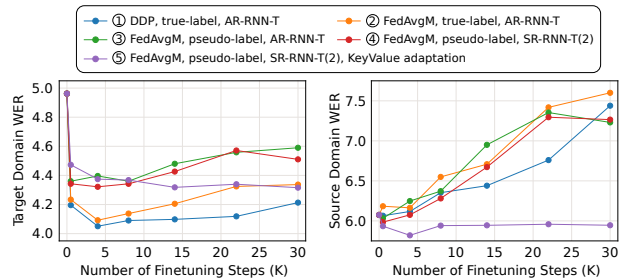 ① DDP, true-label, AR-RNN-T
② FedAvgM, true-label, AR-RNN-T
③ FedAvgM, pseudo-label, AR-RNN-T
④ FedAvgM, pseudo-label, SR-RNN-T(2)
⑤ FedAvgM, pseudo-label, SR-RNN-T(2), KeyValue adaptation
Target Domain WER
5.0
4.8
4.6
4.4
4.2
4.0
0 5 10 15 20 25 30
Number of Finetuning Steps (K)
Source Domain WER
7.5
7.0
6.5
6.0
0 5 10 15 20 25 30
Number of Finetuning Steps (K)